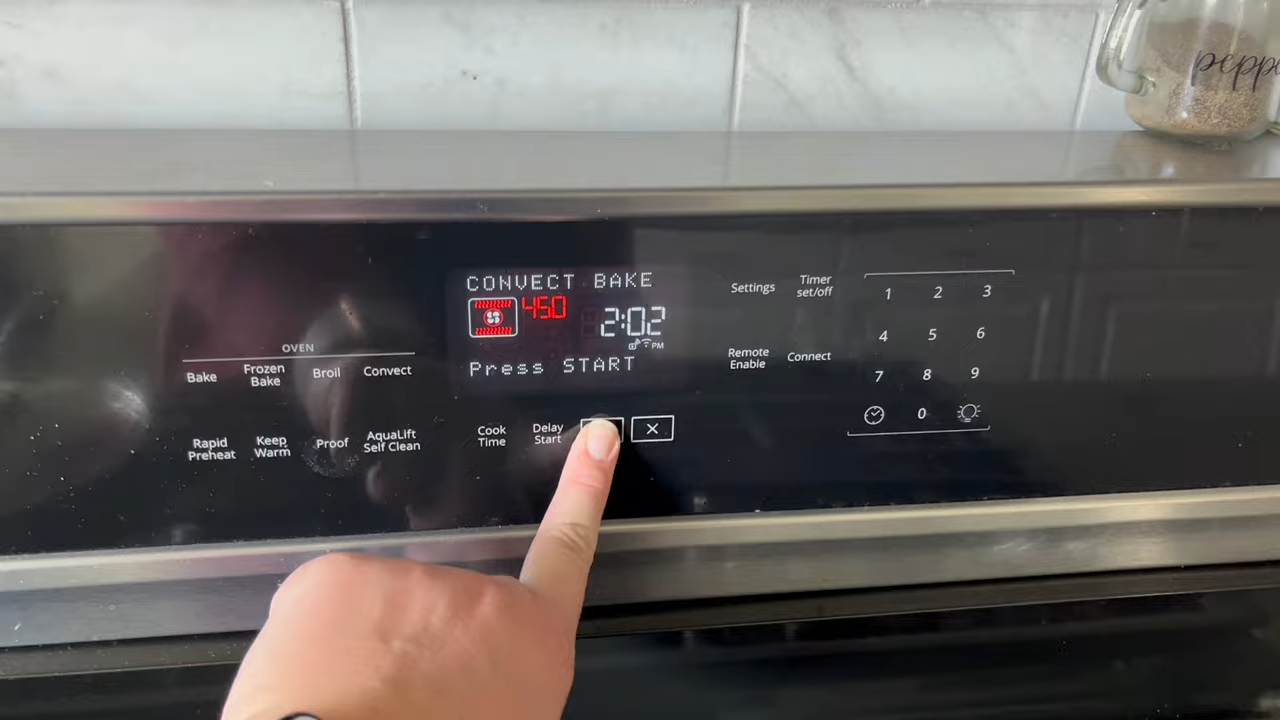 pepp
CONVECT BAKE
450
2:02
PM
Press START
OVEN
Bake
Frozen
Bake
Broil
Convect
Rapid
Preheat
Keep
Warm
Proof
AquaLift
Self Clean
Cook
Time
Delay
Start
Settings
Timer
set/off
Remote
Enable
Connect
1 2 3
4 5 6
7 8 9
0